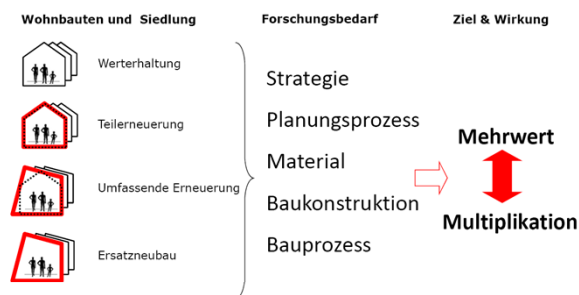 Wohnbauten und Siedlung
Forschungsbedarf
Ziel & Wirkung
Werterhaltung
Teilerneuerung
Umfassende Erneuerung
Ersatzneubau
Strategie
Planungsprozess
Material
Baukonstruktion
Bauprozess
Mehrwert
Multiplikation